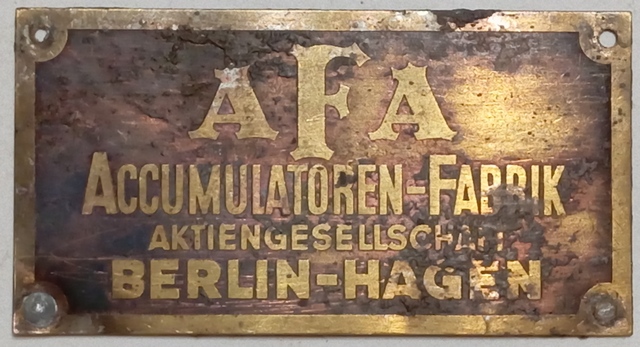 AFA
ACCUMULATOREN-FABRIK
AKTIENGESELLSCHAFT
BERLIN-HAGEN